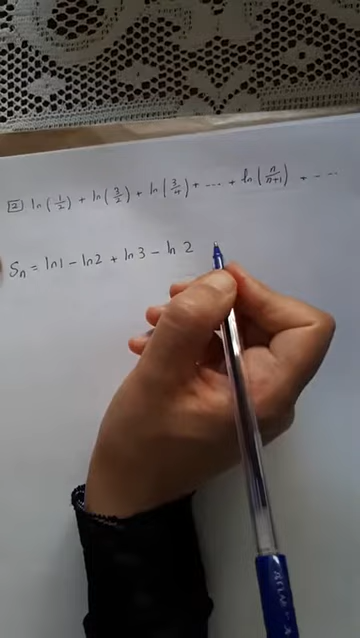 2 ln(1/2) + ln(3/2) + ln(3/4) + ... + ln(n/n+1) + ...
Sn = ln1 - ln2 + ln3 - ln 2